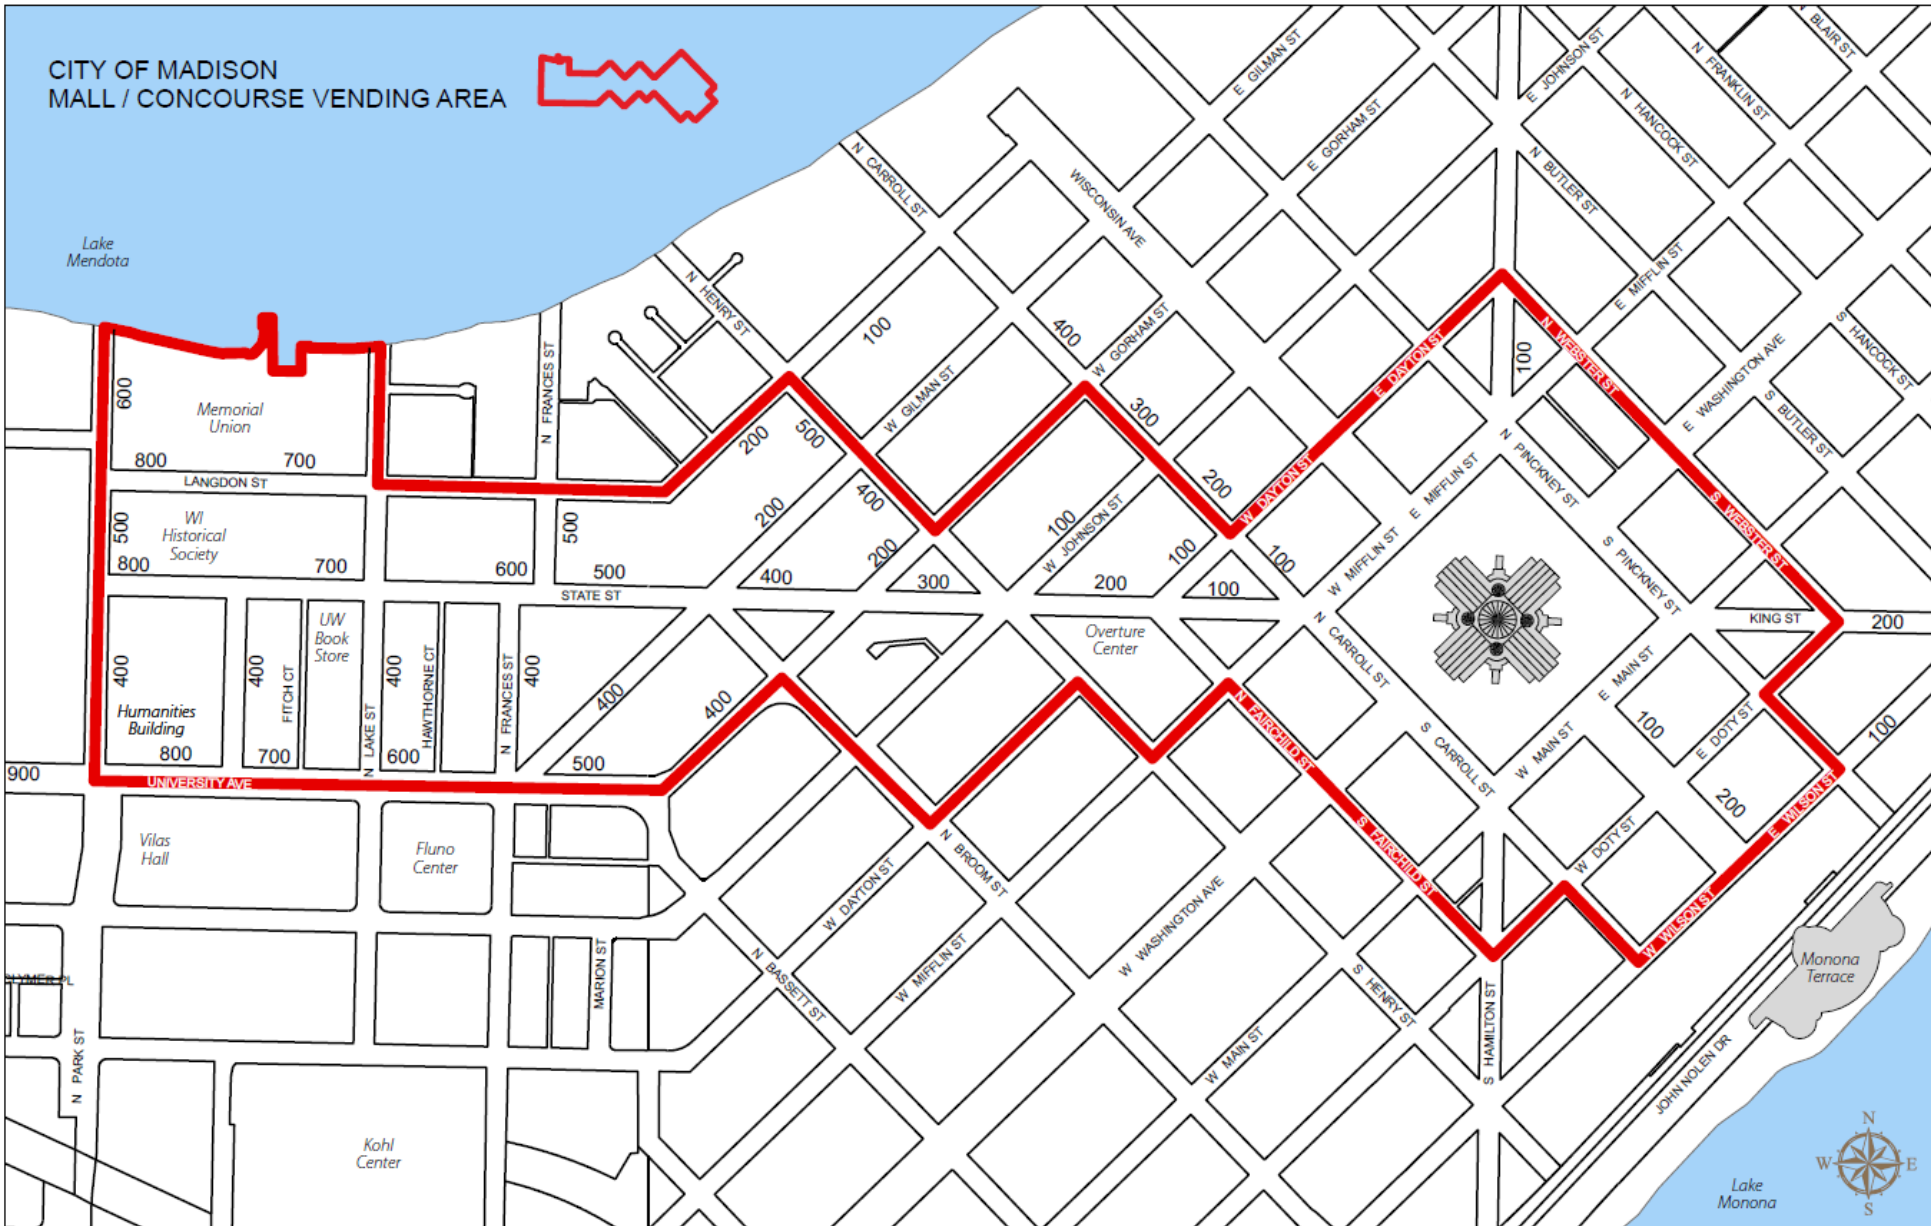 CITY OF MADISON
MALL / CONCOURSE VENDING AREA
Lake
Mendota
N CARROLL ST
WISCONSIN AVE
E GILMAN ST
E GORHAM ST
E JOHNSON ST
N BLAIR ST
N FRANKLIN ST
N HANCOCK ST
N BUTLER ST
E MIFFLIN ST
S HANCOCK ST
E WASHINGTON AVE
S BUTLER ST
N HENRY ST
N FRANCES ST
100
W GILMAN ST
400
W GORHAM ST
300
200
E DAYTON ST
N WEBSTER ST
100
600
Memorial
Union
800
700
LANGDON ST
200
500
400
200
200
500
WI
Historical
Society
500
800
700
600
500
STATE ST
400
300
200
100
100
W JOHNSON ST
100
W DAYTON ST
100
W MIFFLIN ST
E MIFFLIN ST
N PINCKNEY ST
S PINCKNEY ST
S WEBSTER ST
KING ST
200
UW
Book
Store
400
Humanities
Building
800
400
FITCH CT
700
N LAKE ST
400
HAWTHORNE CT
600
N FRANCES ST
400
400
400
500
Overture
Center
N CARROLL ST
S CARROLL ST
E MAIN ST
W MAIN ST
100
E DOTY ST
200
100
900
UNIVERSITY AVE
N FAIRCHILD ST
S FAIRCHILD ST
W DOTY ST
E WILSON ST
W WILSON ST
Vilas
Hall
Fluno
Center
N BROOM ST
W DAYTON ST
W MIFFLIN ST
N BASSETT ST
W WASHINGTON AVE
W MAIN ST
S HENRY ST
S HAMILTON ST
MARION ST
N PARK ST
Kohl
Center
JOHN NOLEN DR
Monona
Terrace
Lake
Monona
N
W
E
S